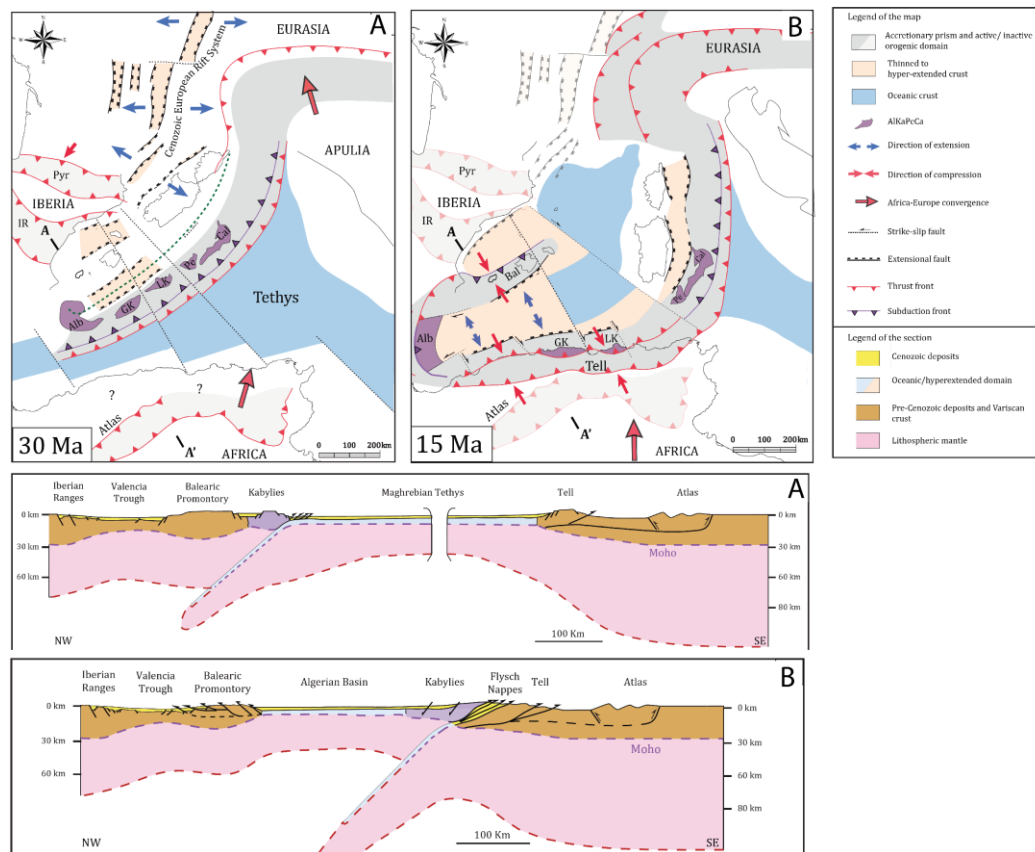 A
EURASIA
Cenozoic European Rift System
APULIA
Pyr
IBERIA
IR
A
Cal
Pe
LK
GK
Alb
Tethys
?
?
Atlas
A'
AFRICA
30 Ma
0 100 200km
B
EURASIA
Pyr
IBERIA
IR
A
Bal
Cal
Pe
Alb
GK
LK
Tell
Atlas
A'
AFRICA
15 Ma
0 100 200km
Legend of the map
Accretionary prism and active/ inactive
orogenic domain
Thinned to
hyper-extended crust
Oceanic crust
AlKaPeCa
Direction of extension
Direction of compression
Africa-Europe convergence
Strike-slip fault
Extensional fault
Thrust front
Subduction front
Legend of the section
Cenozoic deposits
Oceanic/hyperextended domain
Pre-Cenozoic deposits and Variscan
crust
Lithospheric mantle
A
Iberian
Ranges
Valencia
Trough
Balearic
Promontory
Kabylies
Maghrebian Tethys
Tell
Atlas
0 km
30 km
60 km
0 km
30 km
60 km
80 km
Moho
100 Km
NW
SE
B
Iberian
Ranges
Valencia
Trough
Balearic
Promontory
Algerian Basin
Kabylies
Flysch
Nappes
Tell
Atlas
0 km
30 km
60 km
0 km
30 km
60 km
80 km
Moho
100 Km
NW
SE